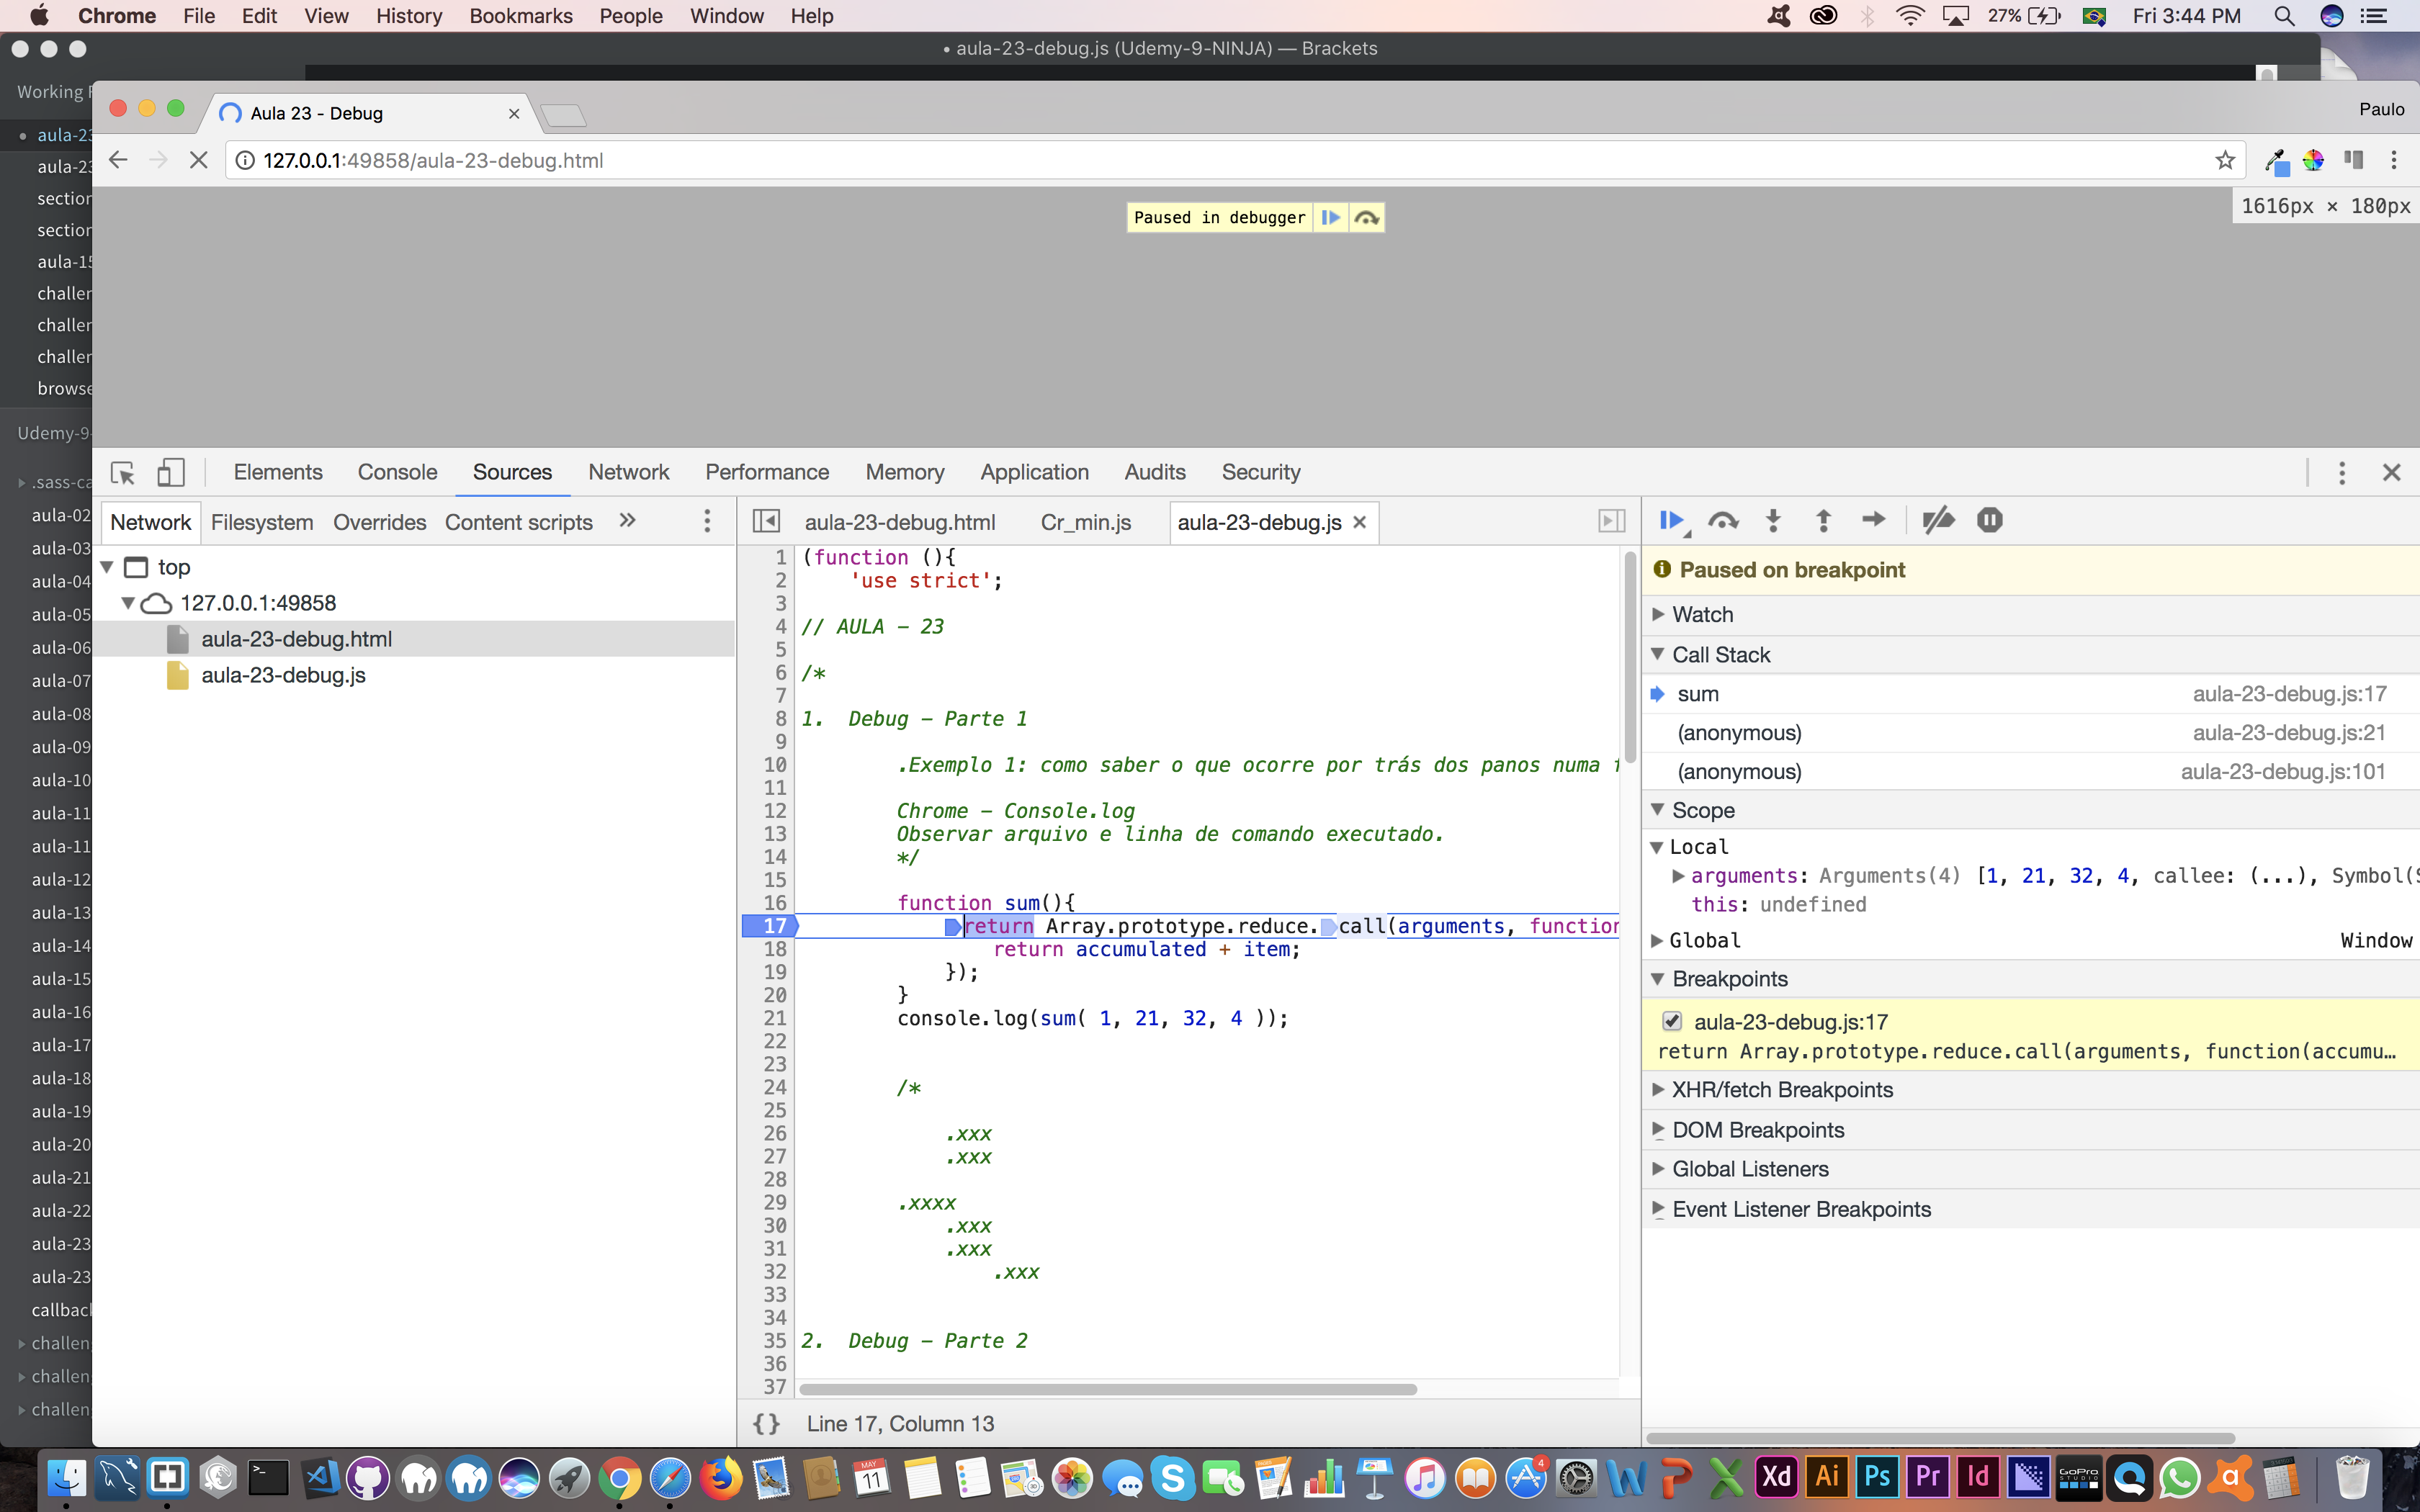 Chrome File Edit View History Bookmarks People Window Help 27% Fri 3:44 PM
• aula-23-debug.js (Udemy-9-NINJA) — Brackets
Working
Aula 23 - Debug
Paulo
127.0.0.1:49858/aula-23-debug.html
Paused in debugger
1616px × 180px
aula-23
aula-23
section
section
aula-15
challen
challen
challen
browse
Udemy-9-
.sass-ca
aula-02
aula-03
aula-04
aula-05
aula-06
aula-07
aula-08
aula-09
aula-10
aula-11
aula-11
aula-12
aula-13
aula-14
aula-15
aula-16
aula-17
aula-18
aula-19
aula-20
aula-21
aula-22
aula-23
aula-23
callback
challen
challen
challen
Elements Console Sources Network Performance Memory Application Audits Security
Network Filesystem Overrides Content scripts »
top
127.0.0.1:49858
aula-23-debug.html
aula-23-debug.js
aula-23-debug.html Cr_min.js aula-23-debug.js ×
1 (function (){
2 'use strict';
3
4 // AULA - 23
5
6 /*
7
8 1. Debug - Parte 1
9
10 .Exemplo 1: como saber o que ocorre por trás dos panos numa
11
12 Chrome - Console.log
13 Observar arquivo e linha de comando executado.
14 */
15
16 function sum(){
17 return Array.prototype.reduce.call(arguments, function
18 return accumulated + item;
19 });
20 }
21 console.log(sum( 1, 21, 32, 4 ));
22
23
24 /*
25
26 .xxx
27 .xxx
28
29 .xxxx
30 .xxx
31 .xxx
32 .xxx
33
34
35 2. Debug - Parte 2
36
37
{} Line 17, Column 13
Paused on breakpoint
Watch
Call Stack
sum aula-23-debug.js:17
(anonymous) aula-23-debug.js:21
(anonymous) aula-23-debug.js:101
Scope
Local
arguments: Arguments(4) [1, 21, 32, 4, callee: (...), Symbol(S
this: undefined
Global Window
Breakpoints
aula-23-debug.js:17
return Array.prototype.reduce.call(arguments, function(accumu…
XHR/fetch Breakpoints
DOM Breakpoints
Global Listeners
Event Listener Breakpoints
MAY 11 4 Xd Ai Ps Pr Id GoPro